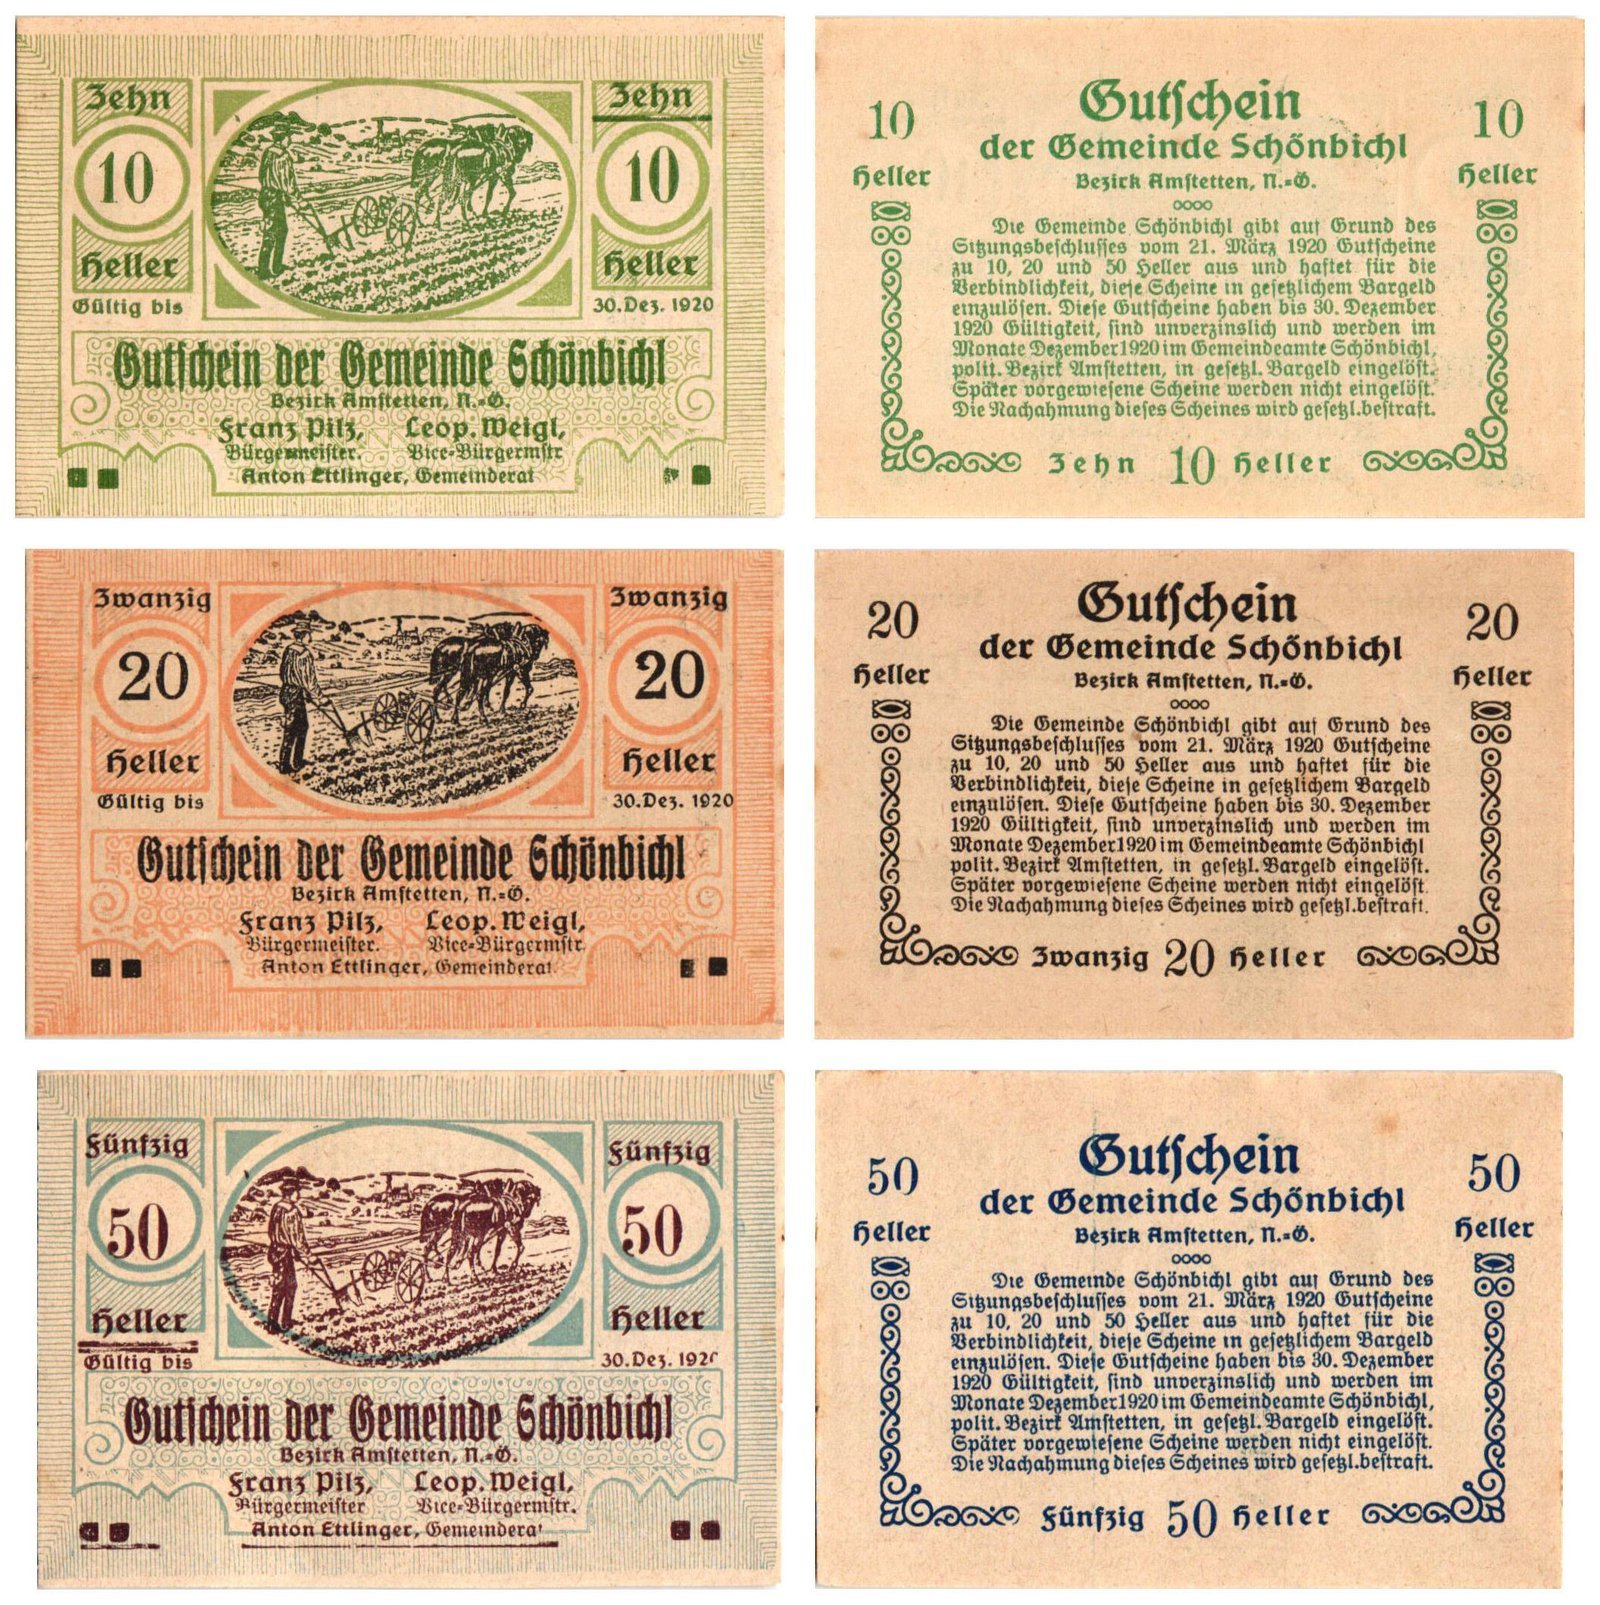 Zehn Zehn
10 10
Heller Heller
Gültig bis 30. Dez. 1920
Gutschein der Gemeinde Schönbichl
Bezirk Amstetten, N.=Ö.
Franz Pilz, Leop. Weigl,
Bürgermeister. Vice=Bürgermstr
Anton Ettlinger, Gemeinderat
10 Gutschein 10
der Gemeinde Schönbichl
Heller Bezirk Amstetten, N.=Ö. Heller
Die Gemeinde Schönbichl gibt auf Grund des
Sitzungsbeschlusses vom 21. März 1920 Gutscheine
zu 10, 20 und 50 Heller aus und haftet für die
Verbindlichkeit, diese Scheine in gesetzlichem Bargeld
einzulösen. Diese Gutscheine haben bis 30. Dezember
1920 Gültigkeit, sind unverzinslich und werden im
Monate Dezember 1920 im Gemeindeamte Schönbichl,
polit. Bezirk Amstetten, in gesetzl. Bargeld eingelöst.
Später vorgewiesene Scheine werden nicht eingelöst.
Die Nachahmung dieses Scheines wird gesetzl. bestraft.
Zehn 10 Heller
Zwanzig Zwanzig
20 20
Heller Heller
Gültig bis 30. Dez. 1920
Gutschein der Gemeinde Schönbichl
Bezirk Amstetten, N.=Ö.
Franz Pilz, Leop. Weigl,
Bürgermeister. Vice=Bürgermstr.
Anton Ettlinger, Gemeinderat.
20 Gutschein 20
der Gemeinde Schönbichl
Heller Bezirk Amstetten, N.=Ö. Heller
Die Gemeinde Schönbichl gibt auf Grund des
Sitzungsbeschlusses vom 21. März 1920 Gutscheine
zu 10, 20 und 50 Heller aus und haftet für die
Verbindlichkeit, diese Scheine in gesetzlichem Bargeld
einzulösen. Diese Gutscheine haben bis 30. Dezember
1920 Gültigkeit, sind unverzinslich und werden im
Monate Dezember 1920 im Gemeindeamte Schönbichl
polit. Bezirk Amstetten, in gesetzl. Bargeld eingelöst.
Später vorgewiesene Scheine werden nicht eingelöst.
Die Nachahmung dieses Scheines wird gesetzl. bestraft.
Zwanzig 20 Heller
Fünfzig Fünfzig
50 50
Heller Heller
Gültig bis 30. Dez. 1920
Gutschein der Gemeinde Schönbichl
Bezirk Amstetten, N.=Ö.
Franz Pilz, Leop. Weigl,
Bürgermeister Vice=Bürgermstr.
Anton Ettlinger, Gemeinderat
50 Gutschein 50
der Gemeinde Schönbichl
Heller Bezirk Amstetten, N.=Ö. Heller
Die Gemeinde Schönbichl gibt auf Grund des
Sitzungsbeschlusses vom 21. März 1920 Gutscheine
zu 10, 20 und 50 Heller aus und haftet für die
Verbindlichkeit, diese Scheine in gesetzlichem Bargeld
einzulösen. Diese Gutscheine haben bis 30. Dezember
1920 Gültigkeit, sind unverzinslich und werden im
Monate Dezember 1920 im Gemeindeamte Schönbichl,
polit. Bezirk Amstetten, in gesetzl. Bargeld eingelöst.
Später vorgewiesene Scheine werden nicht eingelöst.
Die Nachahmung dieses Scheines wird gesetzl. bestraft.
Fünfzig 50 Heller